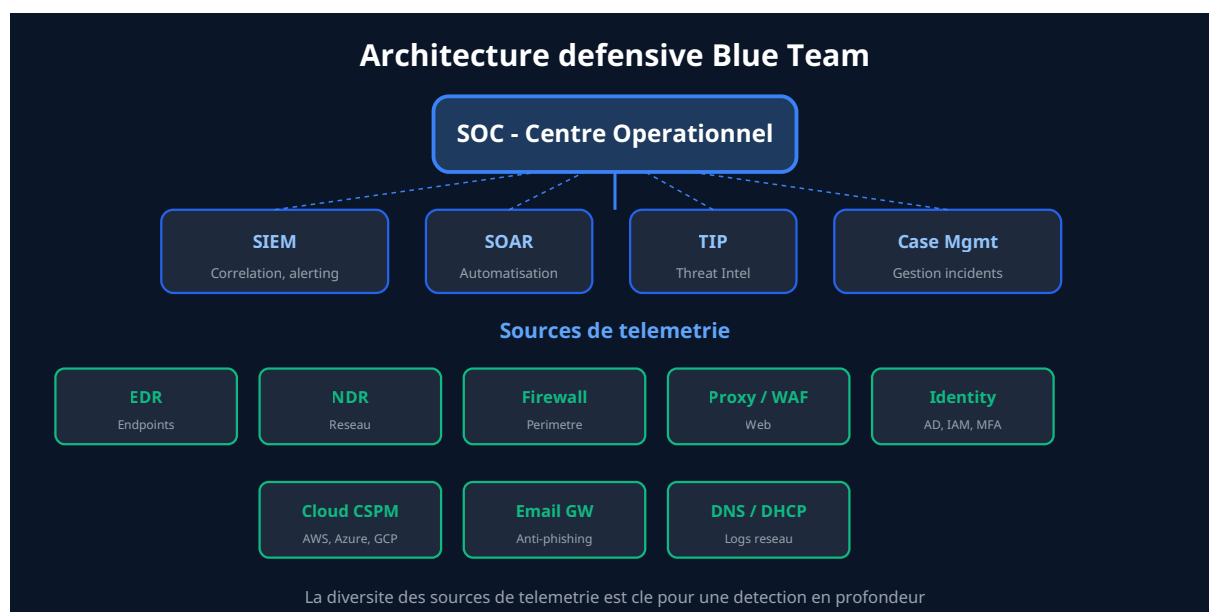 Architecture defensive Blue Team
SOC - Centre Operationnel
SIEM
Correlation, alerting
SOAR
Automatisation
TIP
Threat Intel
Case Mgmt
Gestion incidents
Sources de telemetrie
EDR
Endpoints
NDR
Reseau
Firewall
Perimetre
Proxy / WAF
Web
Identity
AD, IAM, MFA
Cloud CSPM
AWS, Azure, GCP
Email GW
Anti-phishing
DNS / DHCP
Logs reseau
La diversite des sources de telemetrie est cle pour une detection en profondeur